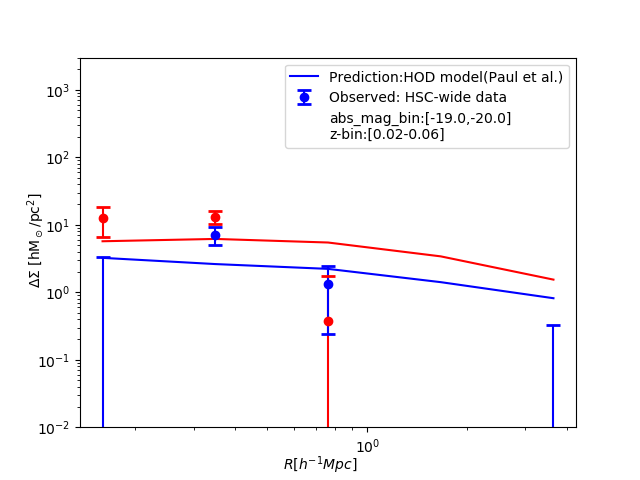 Prediction:HOD model(Paul et al.)
Observed: HSC-wide data
abs_mag_bin:[-19.0,-20.0]
z-bin:[0.02-0.06]
ΔΣ [hM⊙/pc²]
10³
10²
10¹
10⁰
10⁻¹
10⁻²
10⁰
R[h⁻¹Mpc]